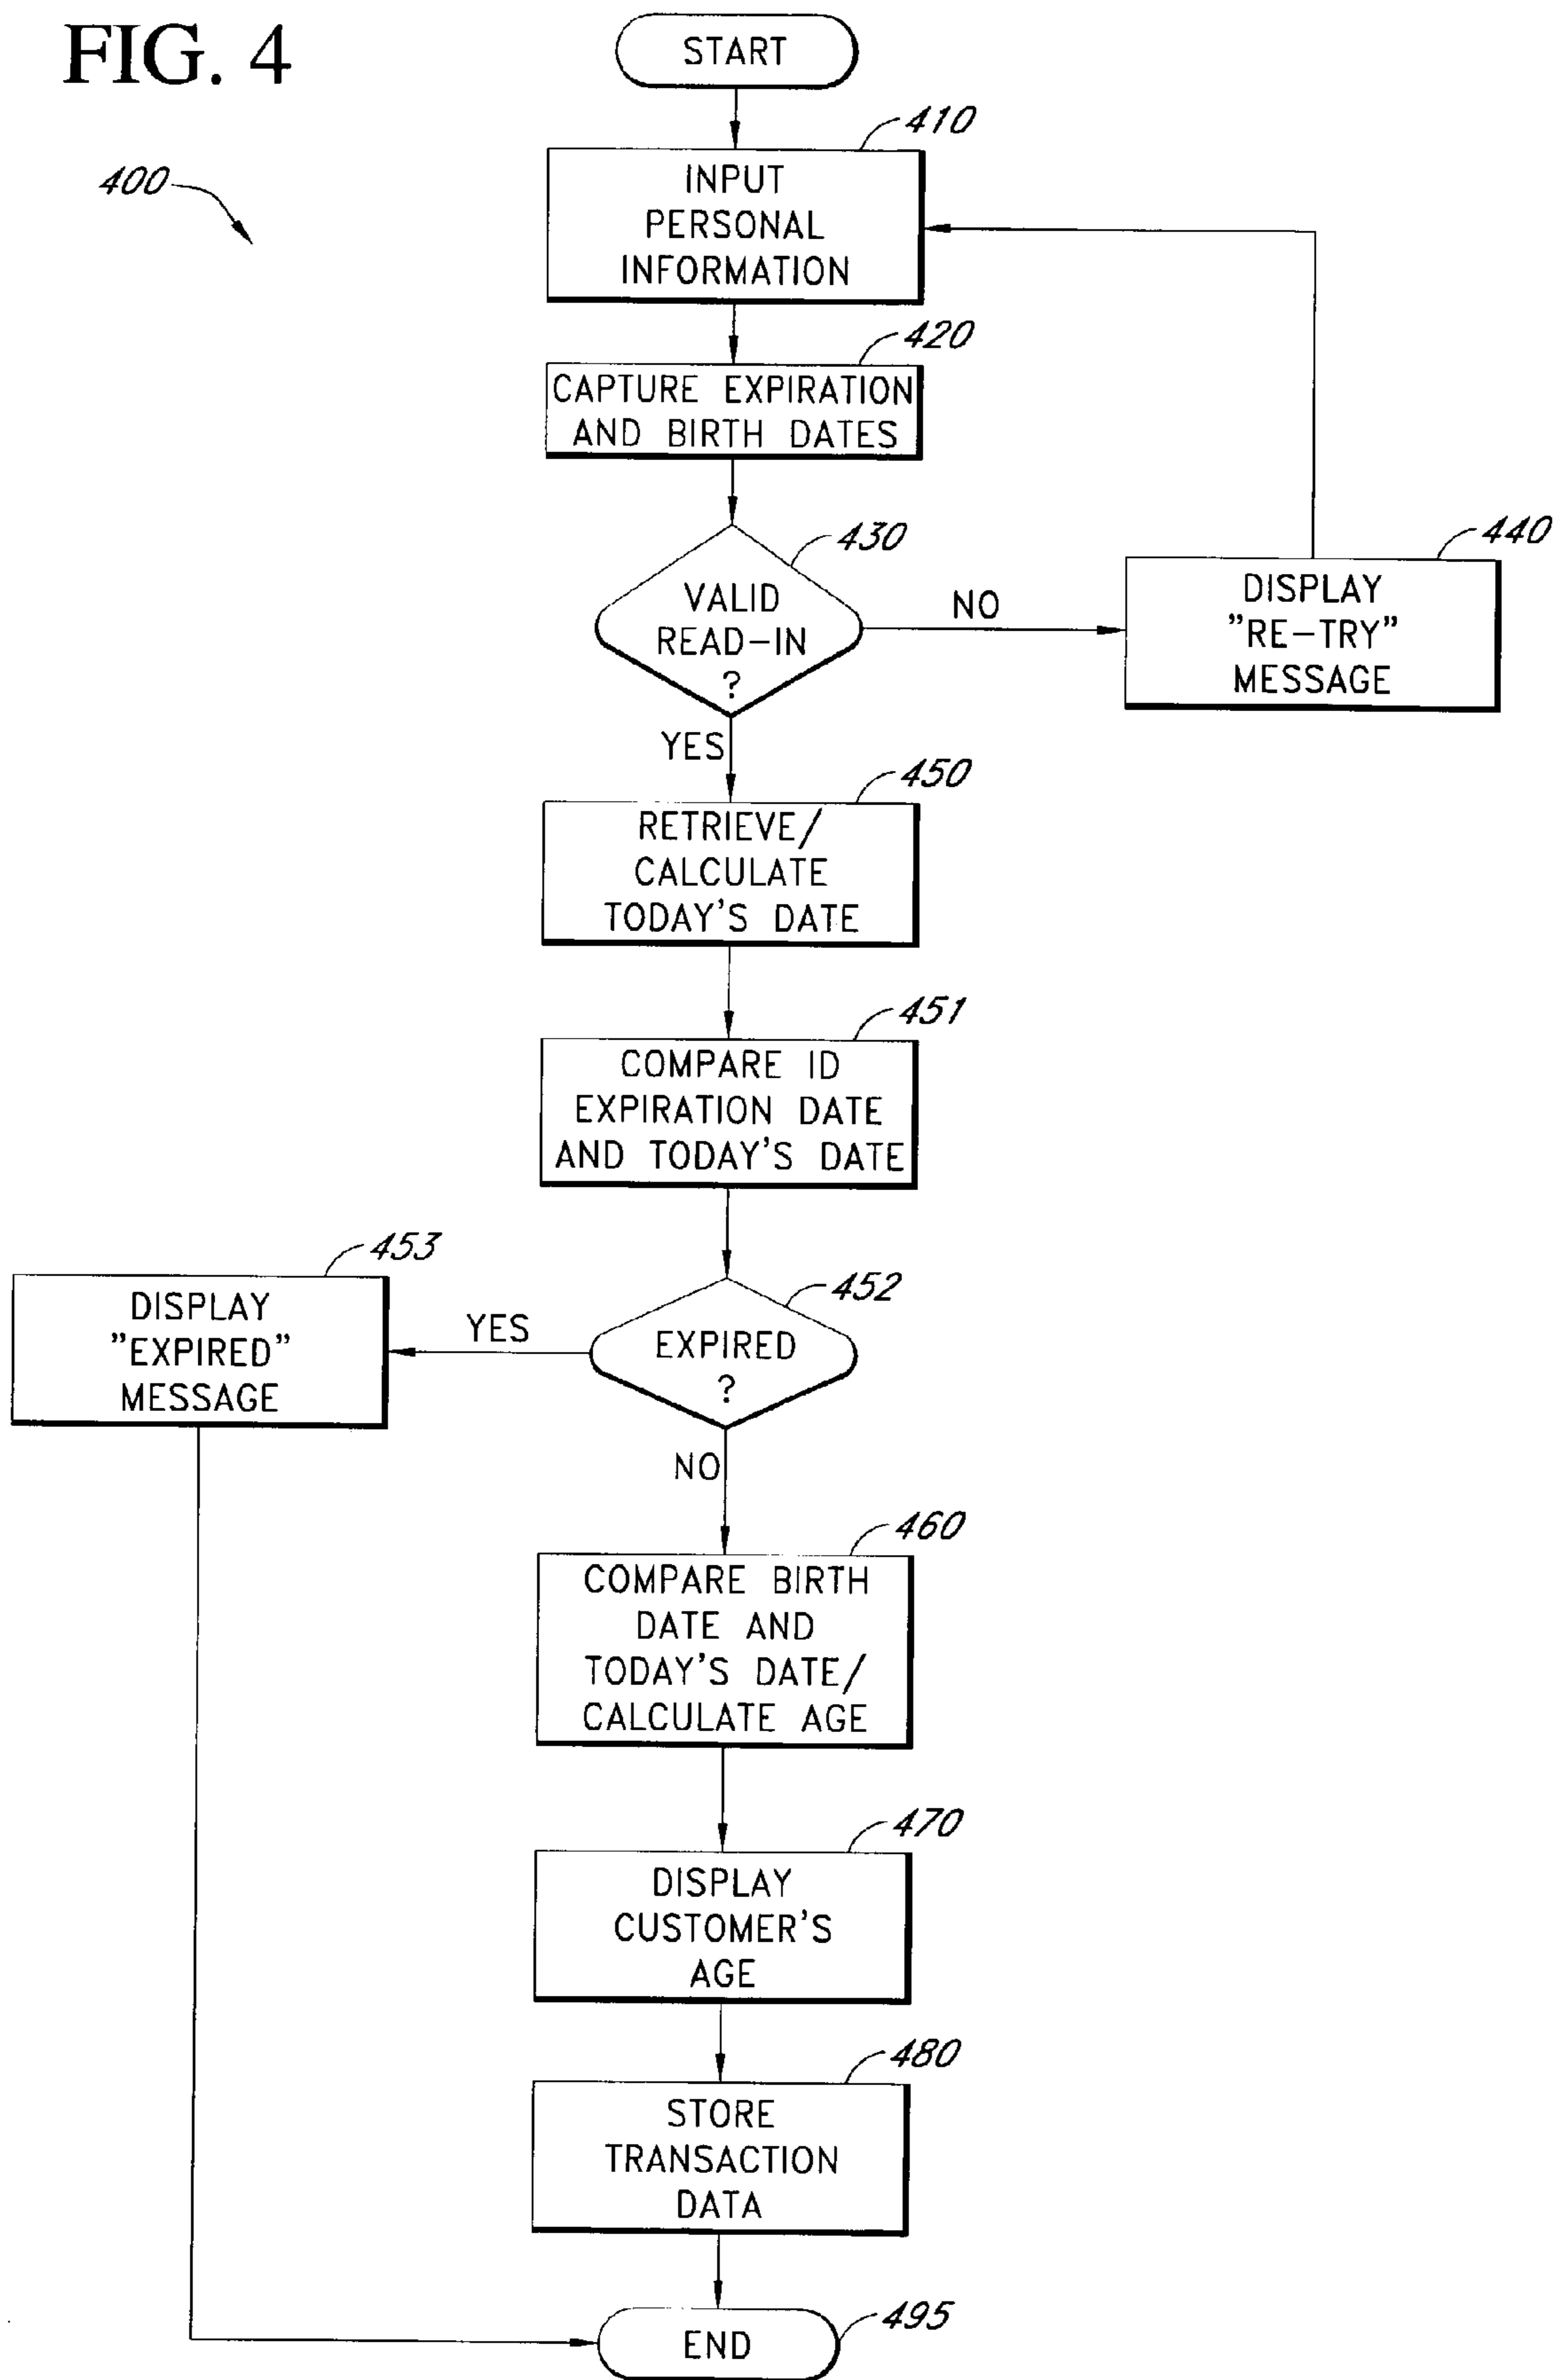 FIG. 4
START
400
410
INPUT
PERSONAL
INFORMATION
420
CAPTURE EXPIRATION
AND BIRTH DATES
430
VALID
READ-IN
?
NO
440
DISPLAY
"RE-TRY"
MESSAGE
YES
450
RETRIEVE/
CALCULATE
TODAY'S DATE
451
COMPARE ID
EXPIRATION DATE
AND TODAY'S DATE
452
EXPIRED
?
YES
453
DISPLAY
"EXPIRED"
MESSAGE
NO
460
COMPARE BIRTH
DATE AND
TODAY'S DATE/
CALCULATE AGE
470
DISPLAY
CUSTOMER'S
AGE
480
STORE
TRANSACTION
DATA
END
495